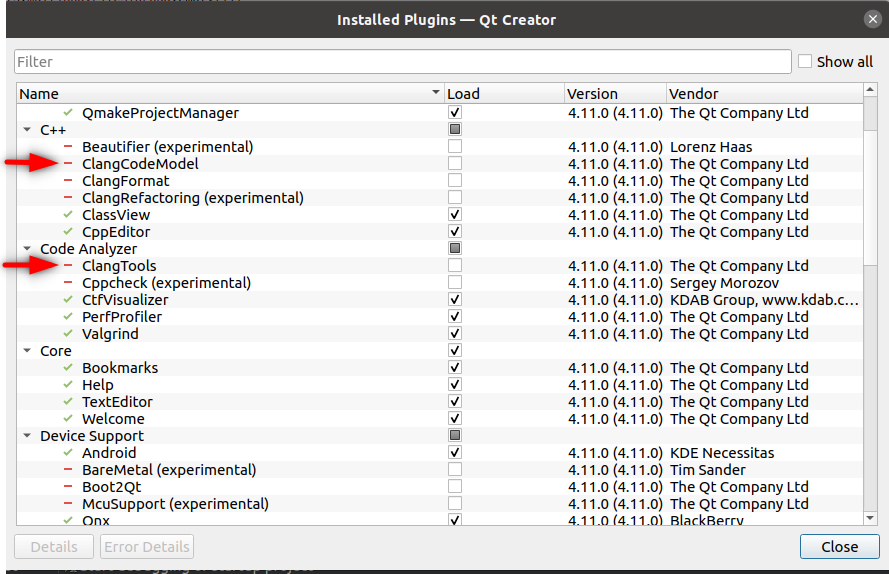 Installed Plugins — Qt Creator
Filter
Show all
Name Load Version Vendor
QmakeProjectManager 4.11.0 (4.11.0) The Qt Company Ltd
C++
Beautifier (experimental) 4.11.0 (4.11.0) Lorenz Haas
ClangCodeModel 4.11.0 (4.11.0) The Qt Company Ltd
ClangFormat 4.11.0 (4.11.0) The Qt Company Ltd
ClangRefactoring (experimental) 4.11.0 (4.11.0) The Qt Company Ltd
ClassView 4.11.0 (4.11.0) The Qt Company Ltd
CppEditor 4.11.0 (4.11.0) The Qt Company Ltd
Code Analyzer
ClangTools 4.11.0 (4.11.0) The Qt Company Ltd
Cppcheck (experimental) 4.11.0 (4.11.0) Sergey Morozov
CtfVisualizer 4.11.0 (4.11.0) KDAB Group, www.kdab.c...
PerfProfiler 4.11.0 (4.11.0) The Qt Company Ltd
Valgrind 4.11.0 (4.11.0) The Qt Company Ltd
Core
Bookmarks 4.11.0 (4.11.0) The Qt Company Ltd
Help 4.11.0 (4.11.0) The Qt Company Ltd
TextEditor 4.11.0 (4.11.0) The Qt Company Ltd
Welcome 4.11.0 (4.11.0) The Qt Company Ltd
Device Support
Android 4.11.0 (4.11.0) KDE Necessitas
BareMetal (experimental) 4.11.0 (4.11.0) Tim Sander
Boot2Qt 4.11.0 (4.11.0) The Qt Company Ltd
McuSupport (experimental) 4.11.0 (4.11.0) The Qt Company Ltd
Qnx 4.11.0 (4.11.0) BlackBerry
Details
Error Details
Close